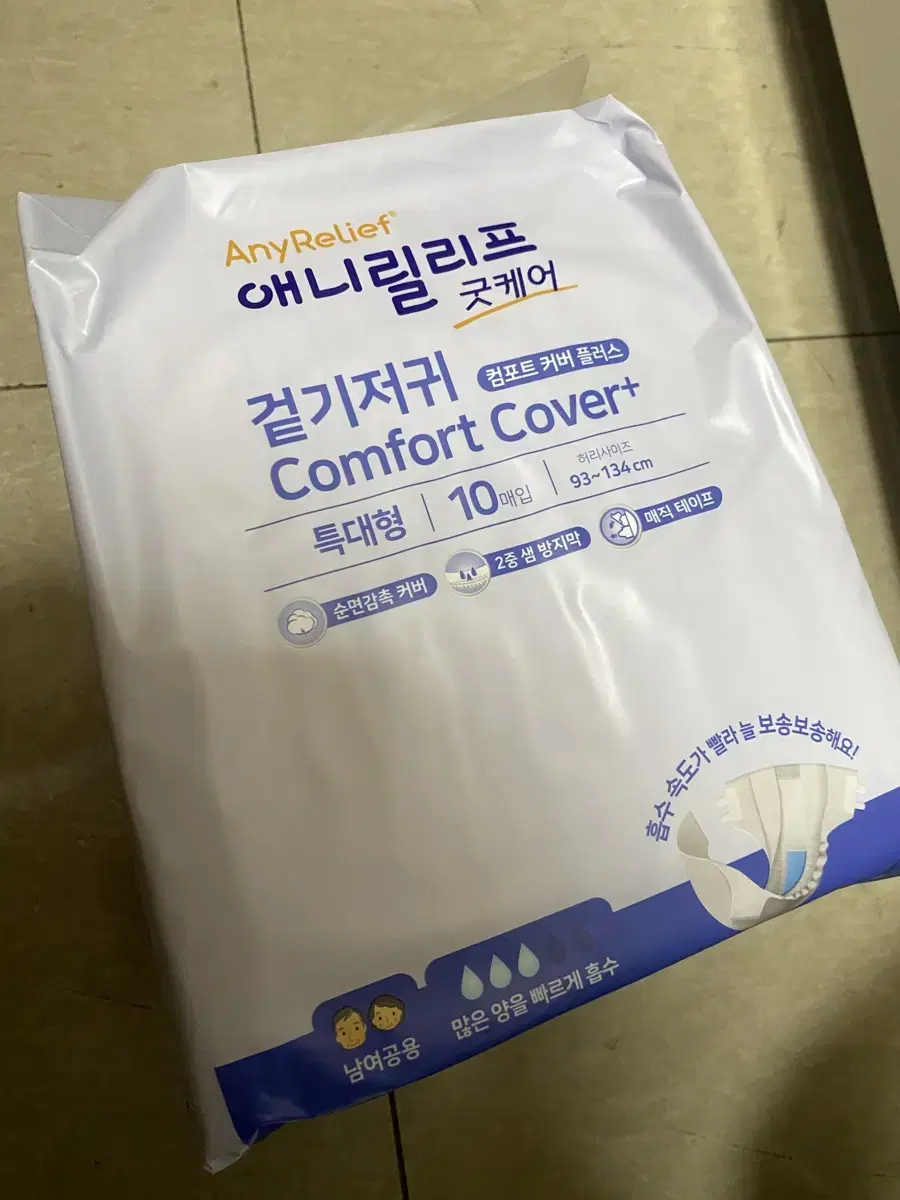 AnyRelief®
애니릴리프
굿케어
겉기저귀 컴포트 커버 플러스
Comfort Cover+
특대형 10매입 허리사이즈
93~134 cm
순면감촉 커버 2중 샘 방지막 매직 테이프
흡수 속도가 빨라 늘 보송보송해요!
남여공용
많은 양을 빠르게 흡수